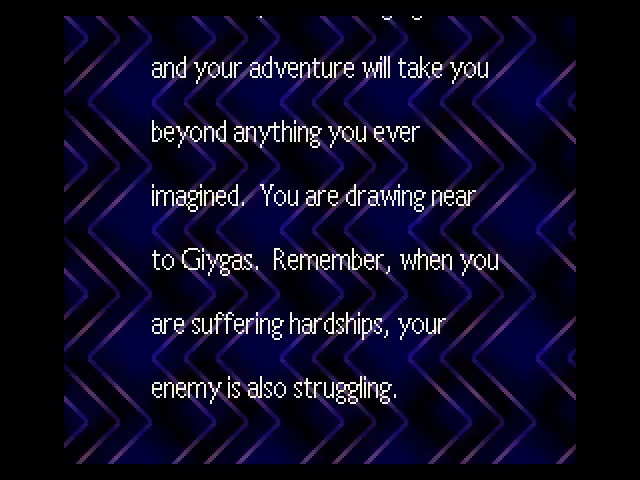 and your adventure will take you
beyond anything you ever
imagined. You are drawing near
to Giygas. Remember, when you
are suffering hardships, your
enemy is also struggling.